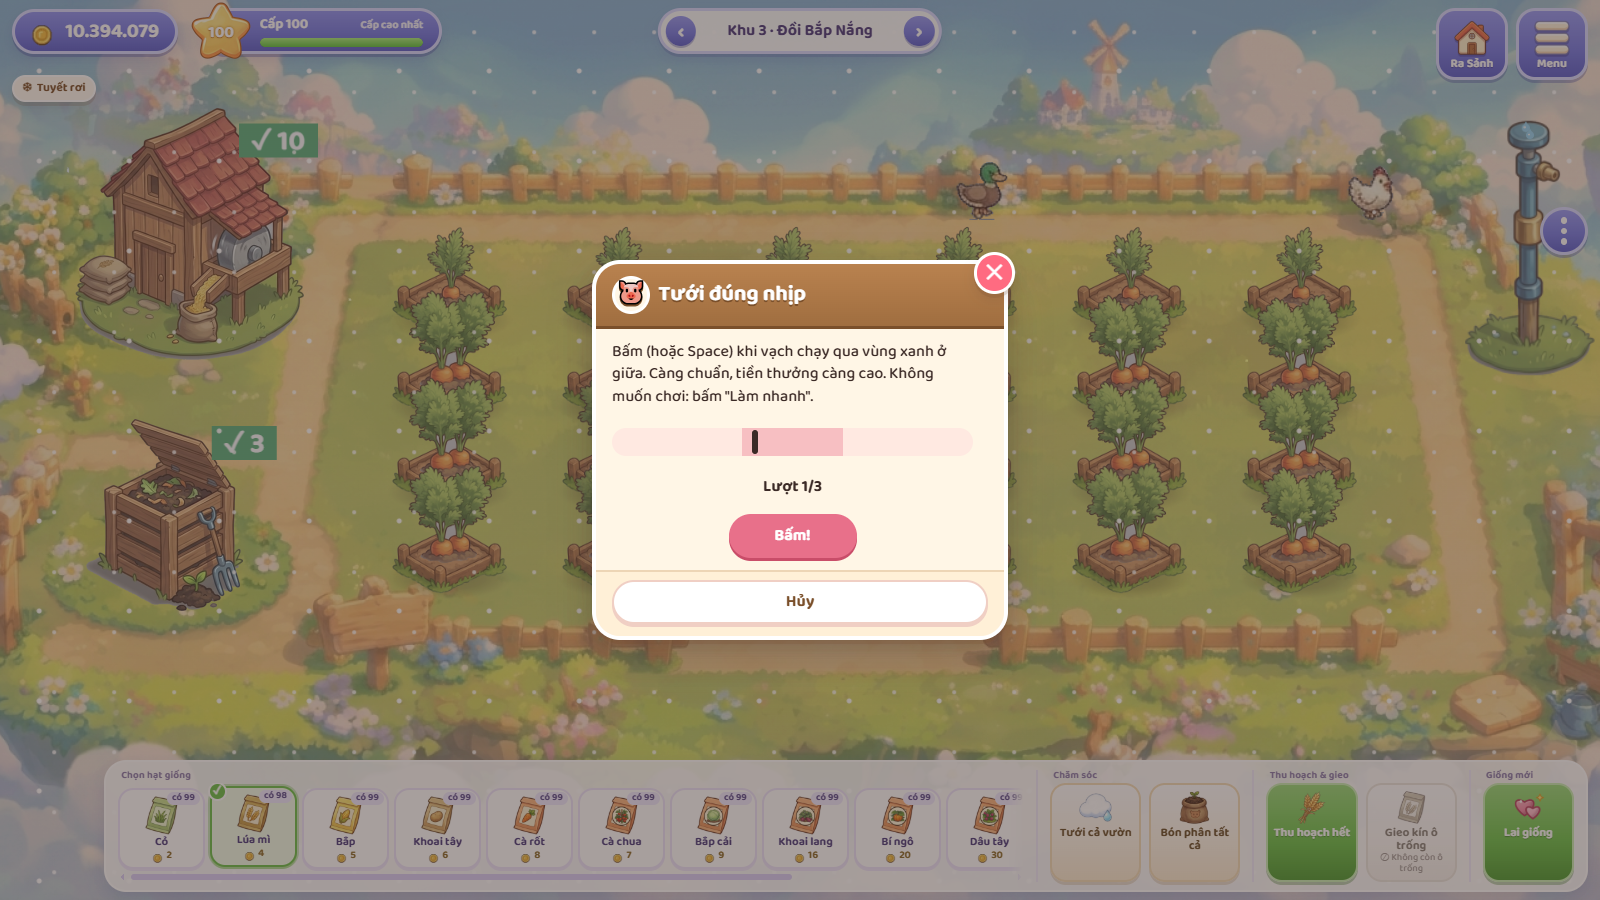 10.394.079
100
Cấp 100
Cấp cao nhất
Khu 3 · Đồi Bắp Nắng
Ra Sảnh
Menu
Tuyết rơi
✓10
✓3
Tưới đúng nhịp
Bấm (hoặc Space) khi vạch chạy qua vùng xanh ở
giữa. Càng chuẩn, tiền thưởng càng cao. Không
muốn chơi: bấm "Làm nhanh".
Lượt 1/3
Bấm!
Hủy
Chọn hạt giống
có 99
Cỏ
2
có 98
Lúa mì
4
có 99
Bắp
5
có 99
Khoai tây
6
có 99
Cà rốt
8
có 99
Cà chua
7
có 99
Bắp cải
9
có 99
Khoai lang
16
có 99
Bí ngô
20
có 99
Dâu tây
30
Chăm sóc
Tưới cả vườn
Bón phân tất
cả
Thu hoạch & gieo
Thu hoạch hết
Gieo kín ô
trống
Không còn ô
trống
Giống mới
Lai giống